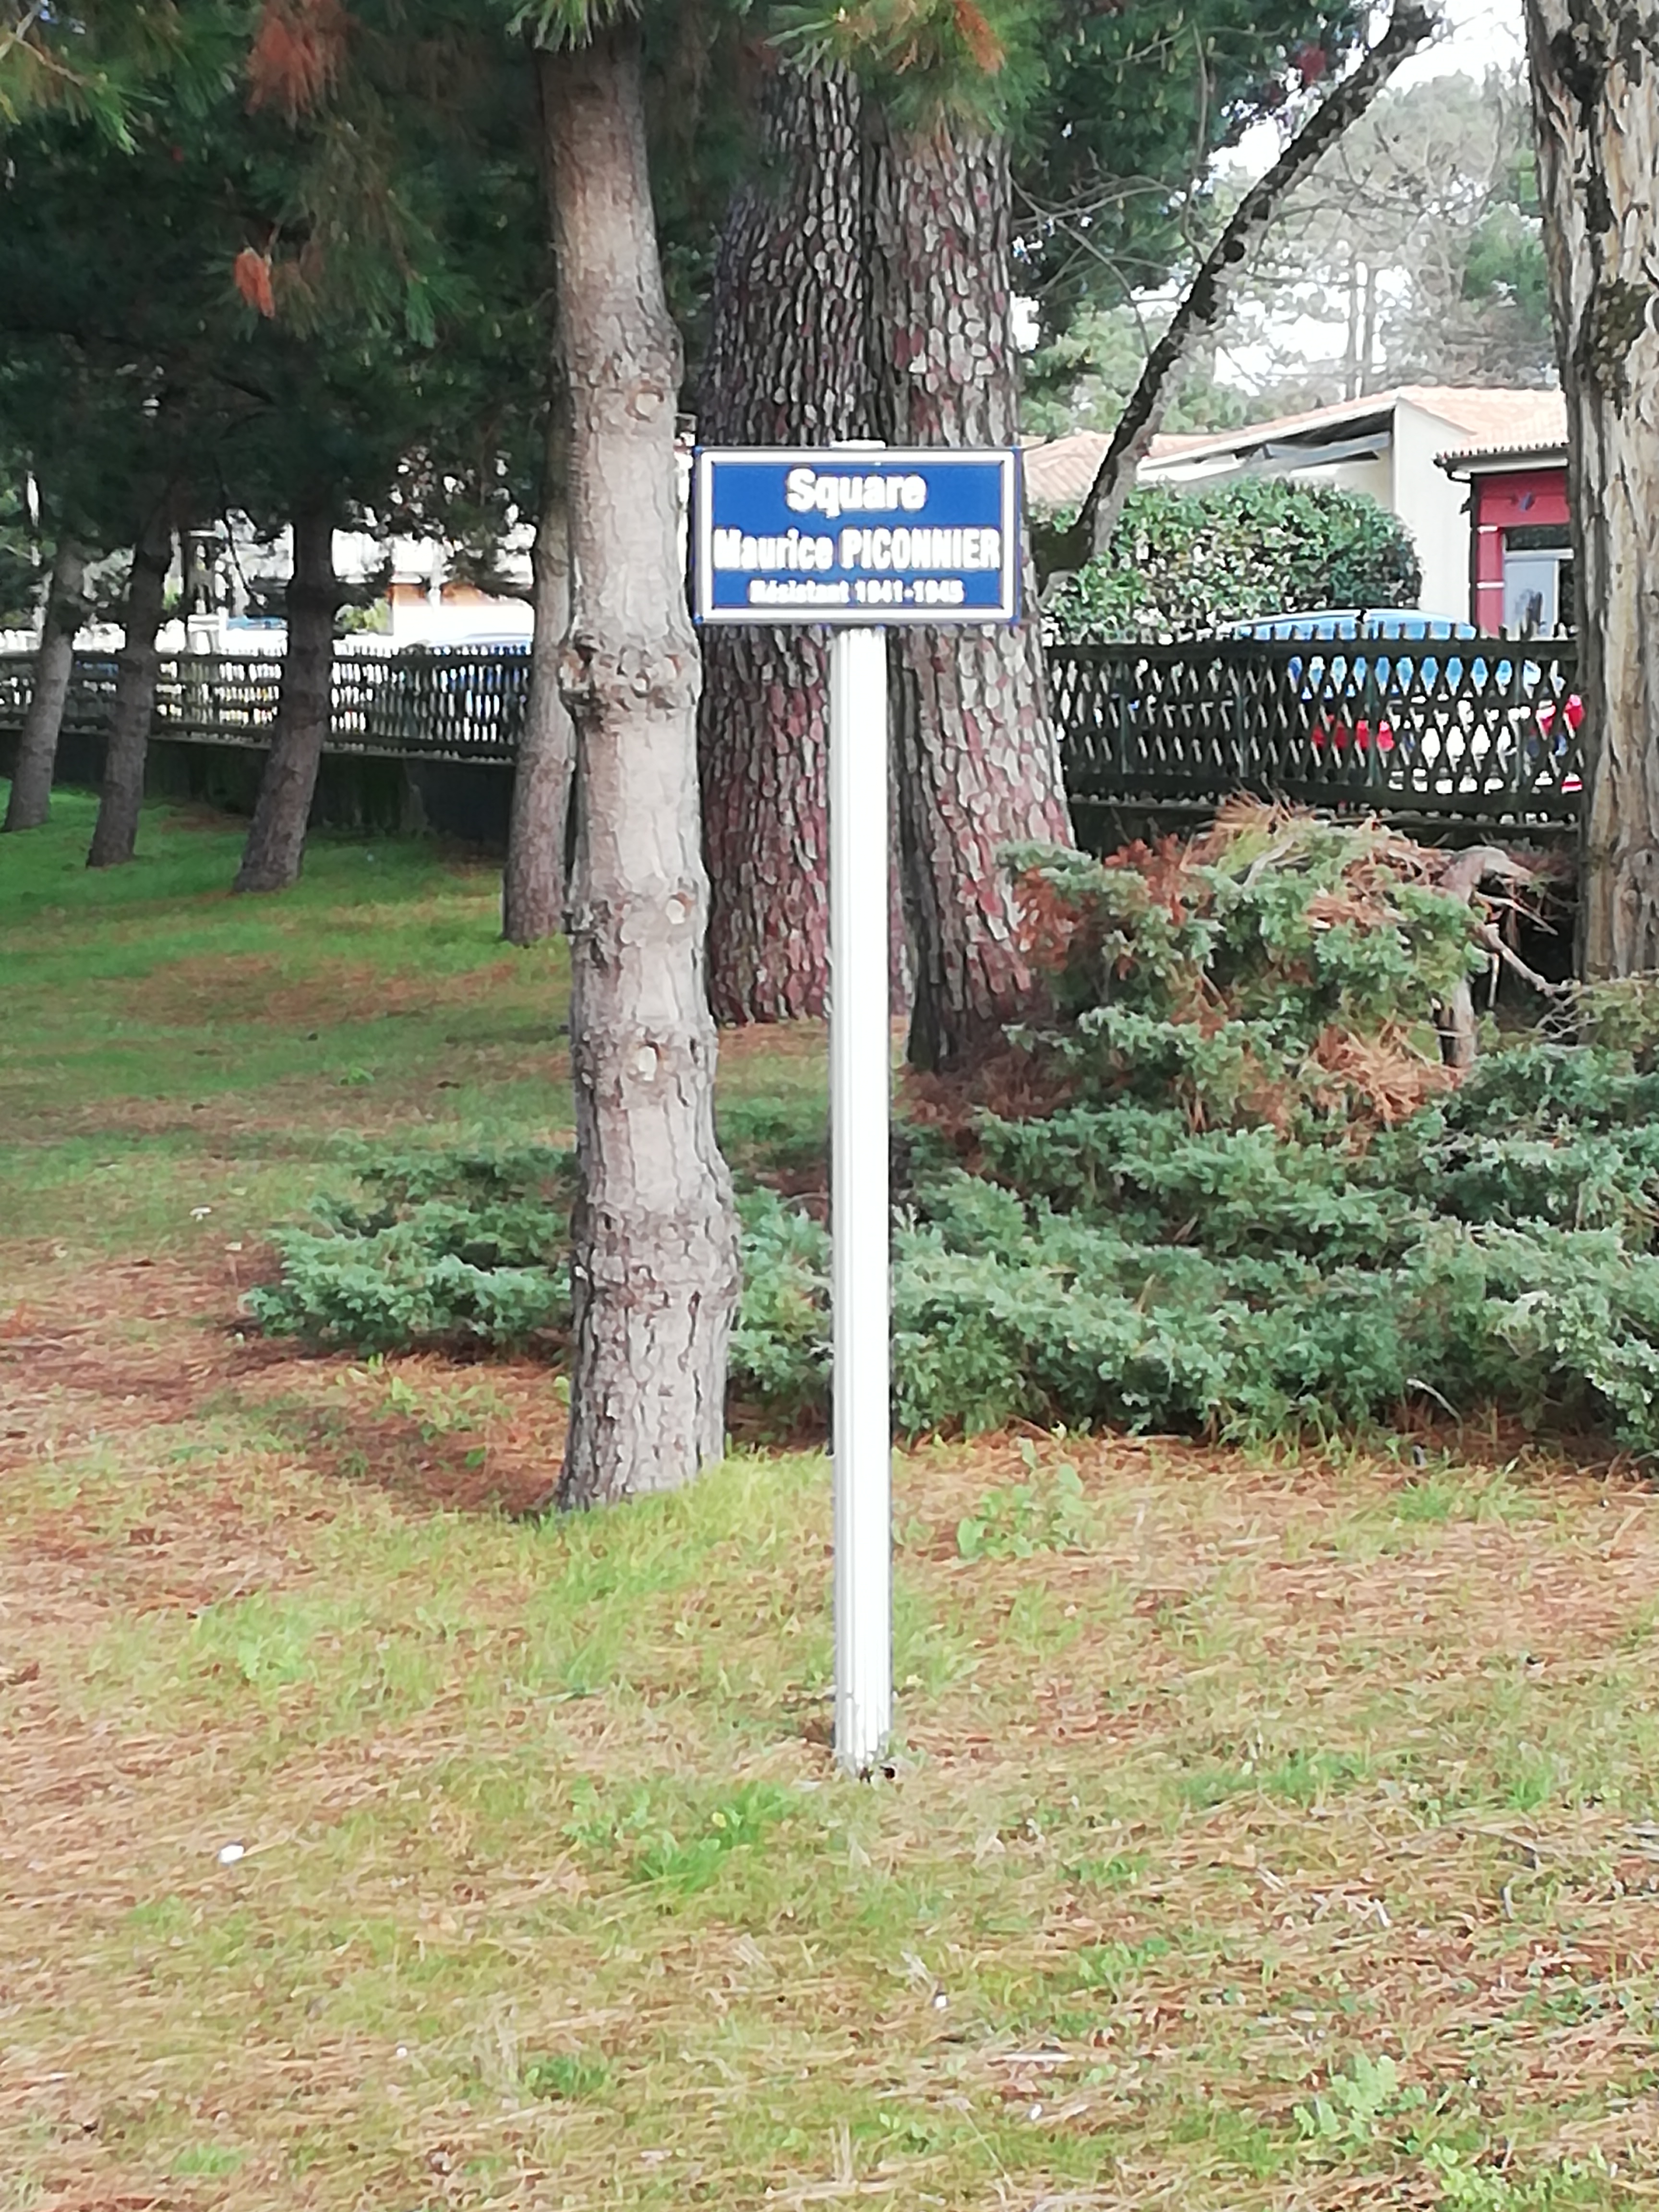 Square
Maurice PICONNIER
Résistant 1941-1945